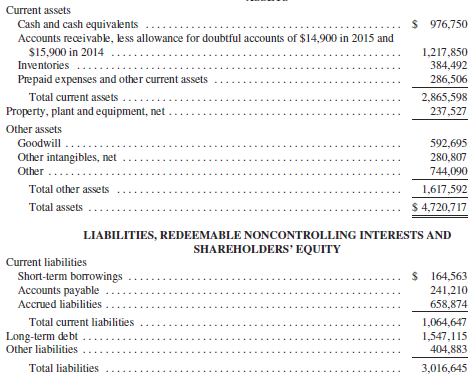 Current assets
Cash and cash equivalents $ 976,750
Accounts receivable, less allowance for doubtful accounts of $14,900 in 2015 and
$15,900 in 2014 1,217,850
Inventories 384,492
Prepaid expenses and other current assets 286,506
Total current assets 2,865,598
Property, plant and equipment, net 237,527
Other assets
Goodwill 592,695
Other intangibles, net 280,807
Other 744,090
Total other assets 1,617,592
Total assets $ 4,720,717
LIABILITIES, REDEEMABLE NONCONTROLLING INTERESTS AND
SHAREHOLDERS’ EQUITY
Current liabilities
Short-term borrowings $ 164,563
Accounts payable 241,210
Accrued liabilities 658,874
Total current liabilities 1,064,647
Long-term debt 1,547,115
Other liabilities 404,883
Total liabilities 3,016,645